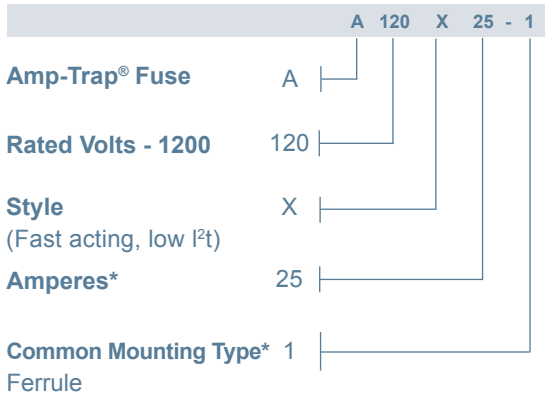 A 120 X 25 - 1
Amp-Trap® Fuse A
Rated Volts - 1200 120
Style X
(Fast acting, low I²t)
Amperes* 25
Common Mounting Type* 1
Ferrule